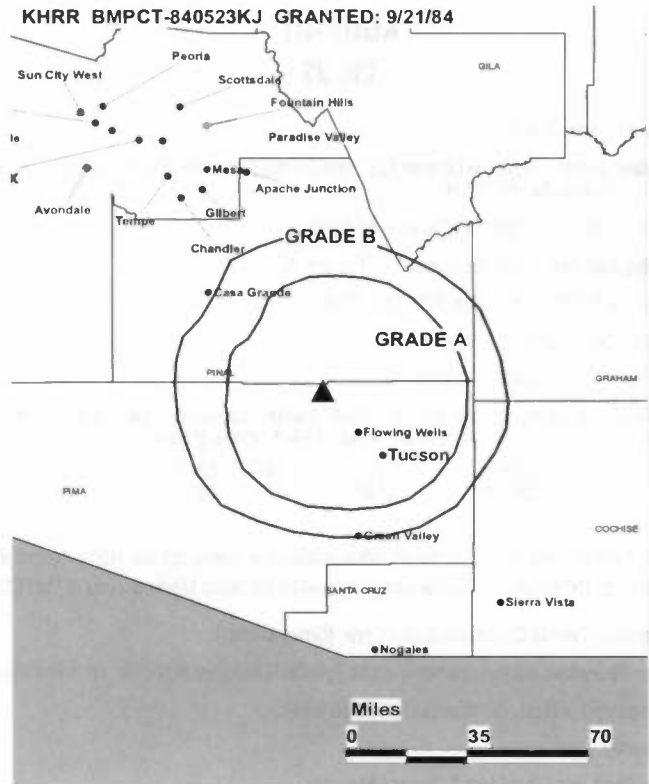 KHRR BMPCT-840523KJ GRANTED: 9/21/84
Peoria
Sun City West
Scottsdale
GILA
Fountain Hills
le
Paradise Valley
K
Mesa
Apache Junction
Avondale
Tempe
Gilbert
Chandler
GRADE B
Casa Grande
GRADE A
PINAL
GRAHAM
Flowing Wells
Tucson
PIMA
COCHISE
Green Valley
SANTA CRUZ
Sierra Vista
Nogales
Miles
0 35 70